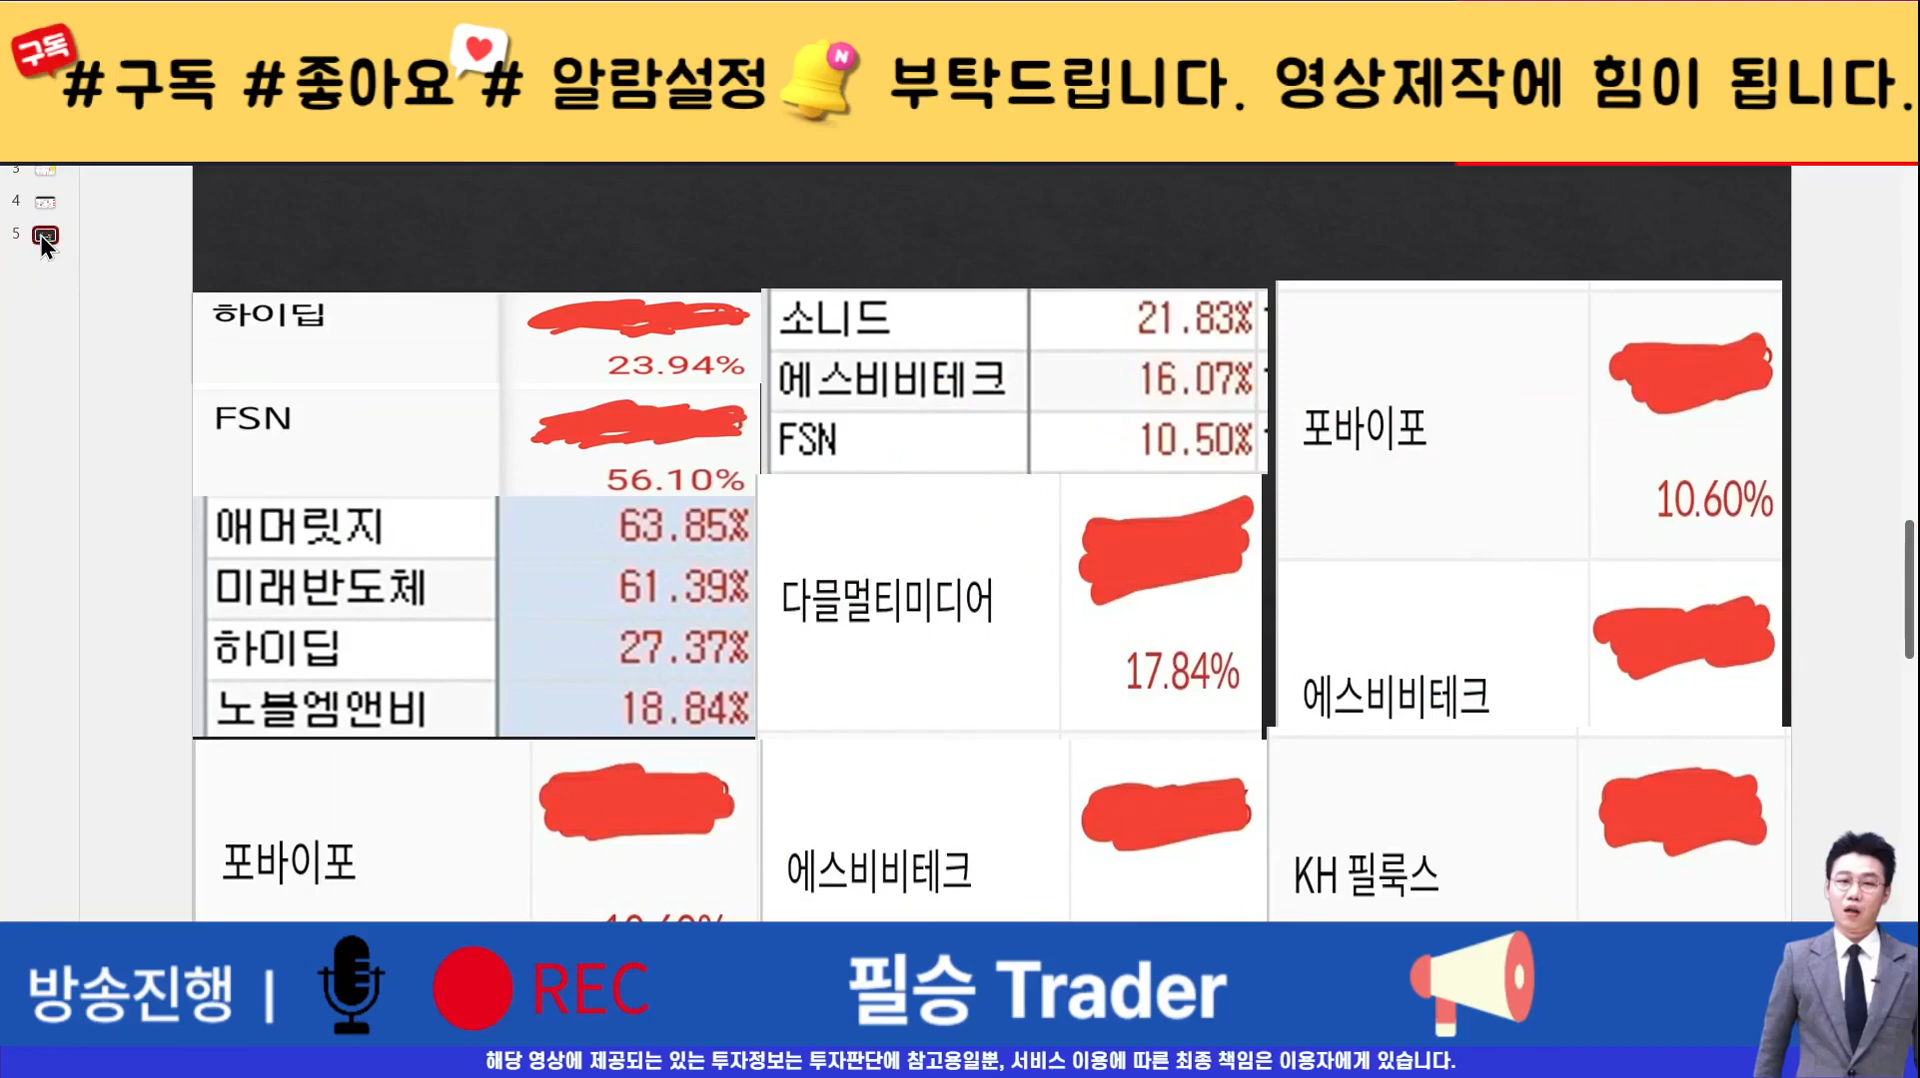 구독
#구독 #좋아요 # 알람설정 N 부탁드립니다. 영상제작에 힘이 됩니다.
3
4
5
하이딥
23.94%
FSN
56.10%
애머릿지 63.85%
미래반도체 61.39%
하이딥 27.37%
노블엠앤비 18.84%
소니드 21.83%
에스비비테크 16.07%
FSN 10.50%
다믈멀티미디어
17.84%
포바이포
10.60%
에스비비테크
포바이포
에스비비테크
KH 필룩스
방송진행 | REC 필승 Trader
해당 영상에 제공되는 있는 투자정보는 투자판단에 참고용일뿐, 서비스 이용에 따른 최종 책임은 이용자에게 있습니다.